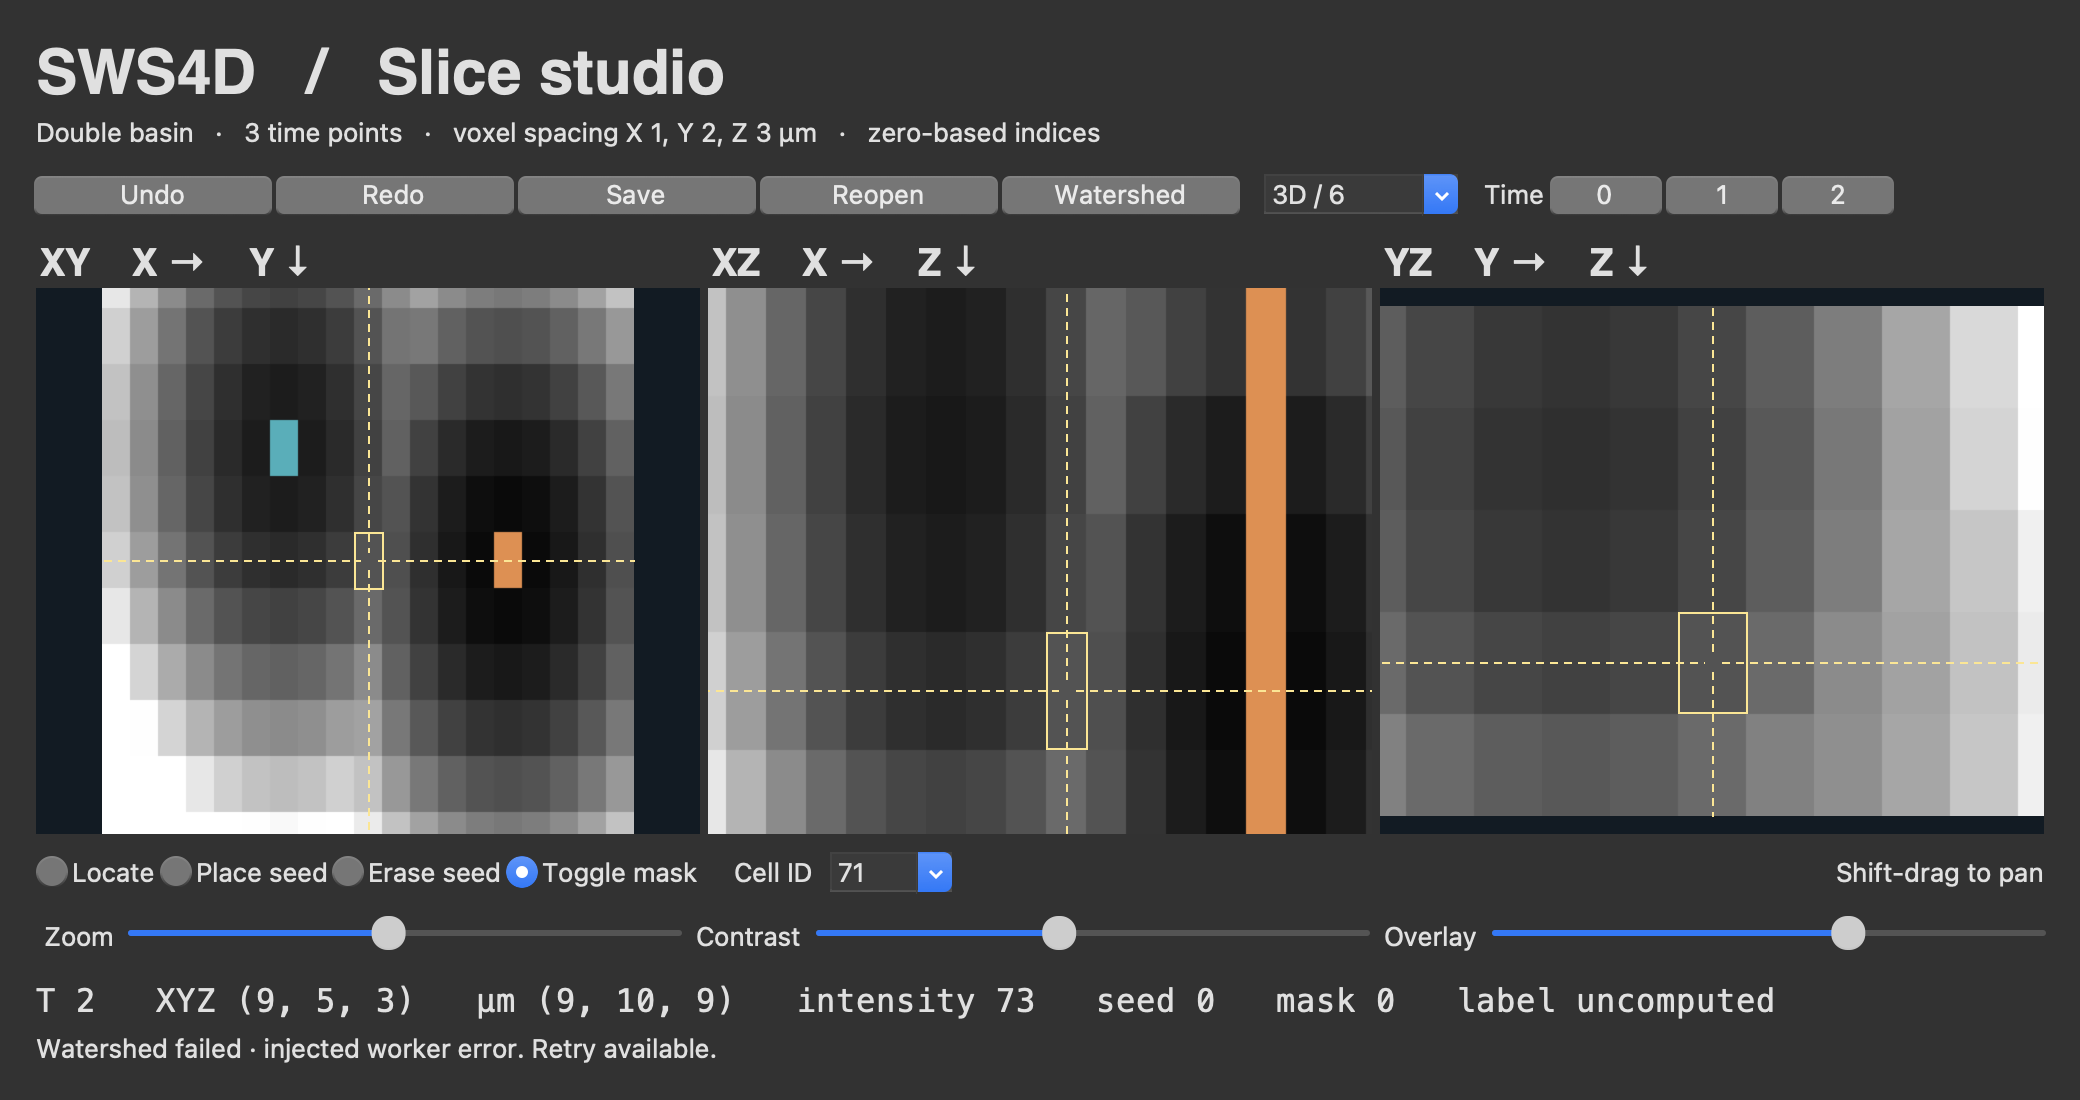 SWS4D / Slice studio
Double basin · 3 time points · voxel spacing X 1, Y 2, Z 3 µm · zero-based indices
Undo Redo Save Reopen Watershed 3D / 6 Time 0 1 2
XY X → Y ↓ XZ X → Z ↓ YZ Y → Z ↓
Locate Place seed Erase seed Toggle mask Cell ID 71 Shift-drag to pan
Zoom Contrast Overlay
T 2 XYZ (9, 5, 3) µm (9, 10, 9) intensity 73 seed 0 mask 0 label uncomputed
Watershed failed · injected worker error. Retry available.